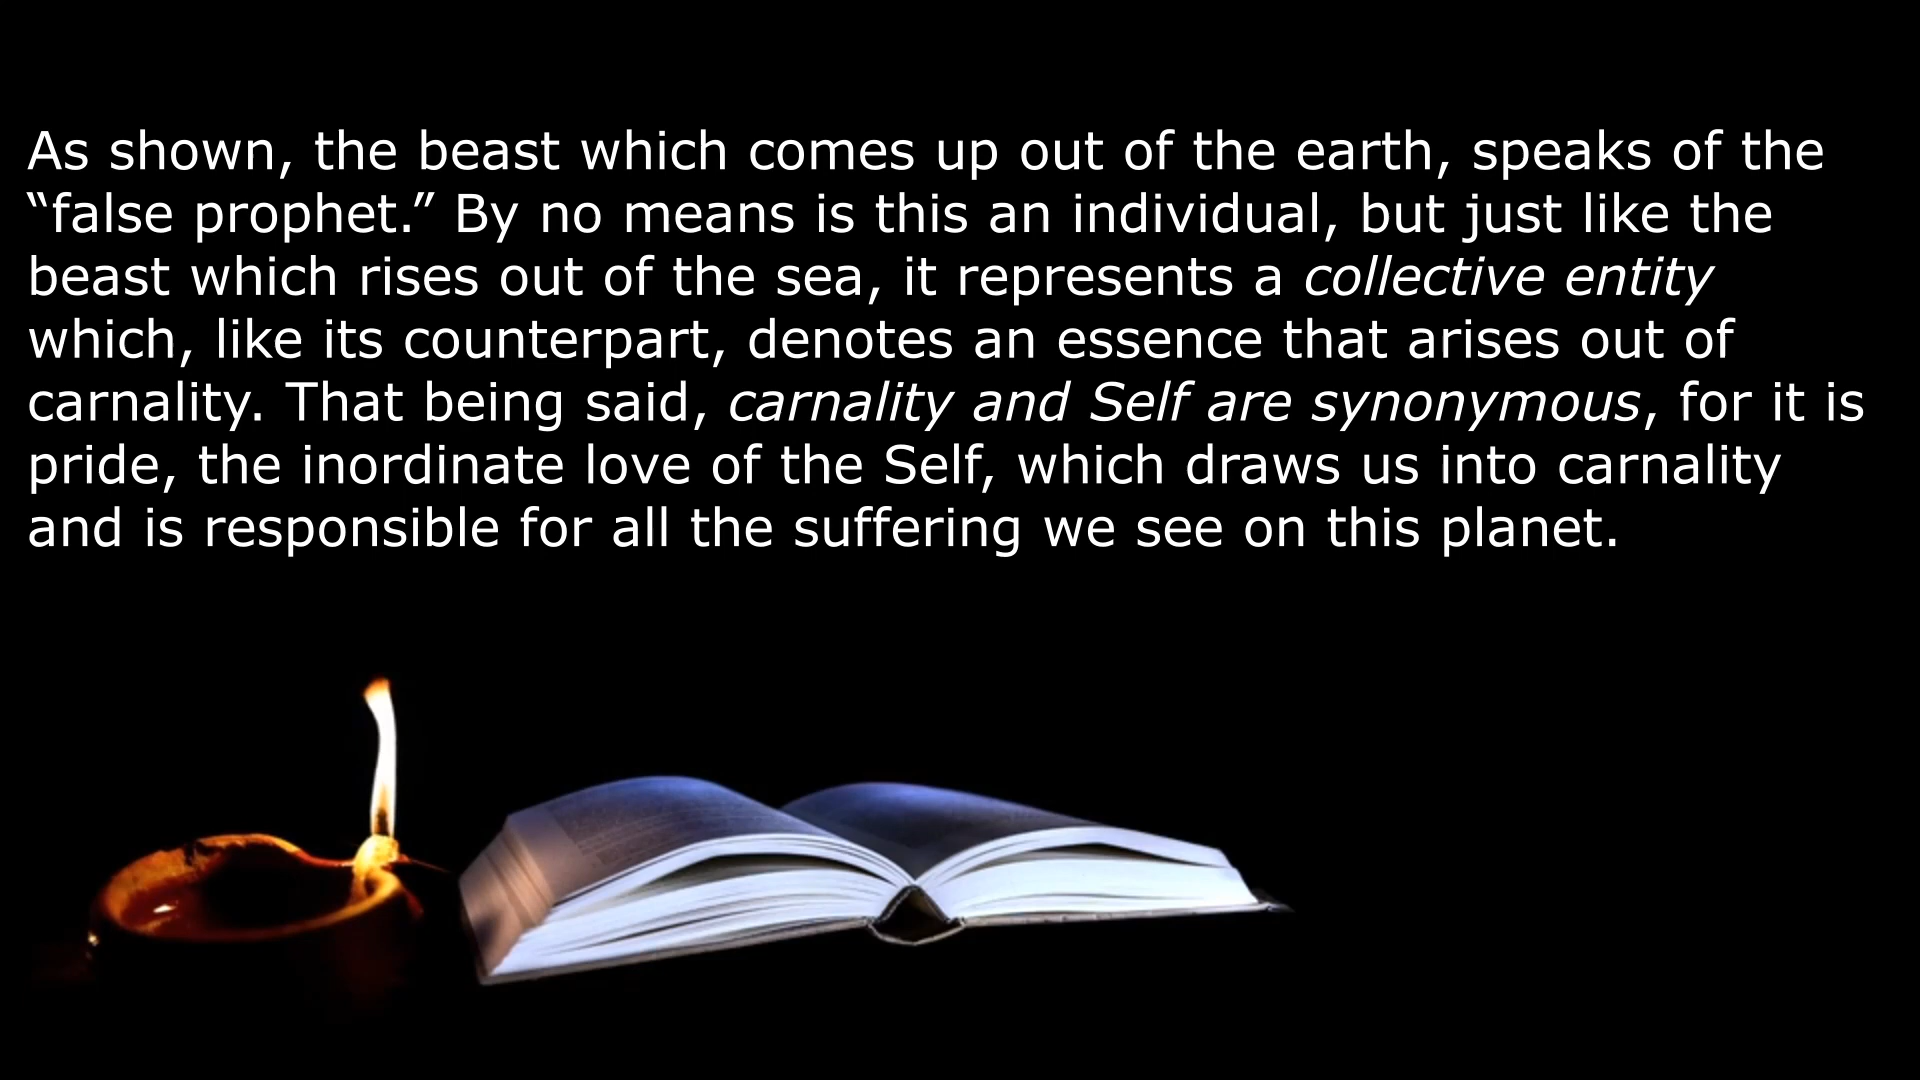 As shown, the beast which comes up out of the earth, speaks of the
“false prophet.” By no means is this an individual, but just like the
beast which rises out of the sea, it represents a collective entity
which, like its counterpart, denotes an essence that arises out of
carnality. That being said, carnality and Self are synonymous, for it is
pride, the inordinate love of the Self, which draws us into carnality
and is responsible for all the suffering we see on this planet.